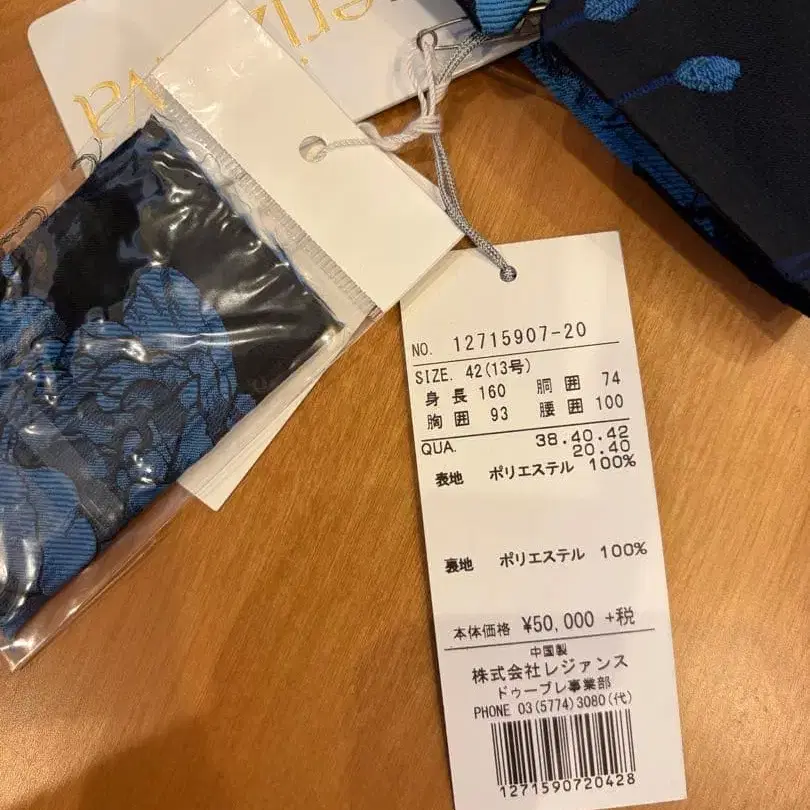 NO. 12715907-20
SIZE. 42(13号)
身長 160 胴囲 74
胸囲 93 腰囲 100
QUA. 38.40.42
20.40
表地 ポリエステル 100%
裏地 ポリエステル 100%
本体価格 ¥50,000 +税
中国製
株式会社レジァンス
ドゥーブレ事業部
PHONE 03(5774)3080(代)
1271590720428